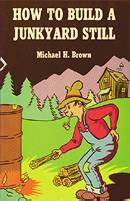 HOW TO BUILD A
JUNKYARD STILL
Michael H. Brown